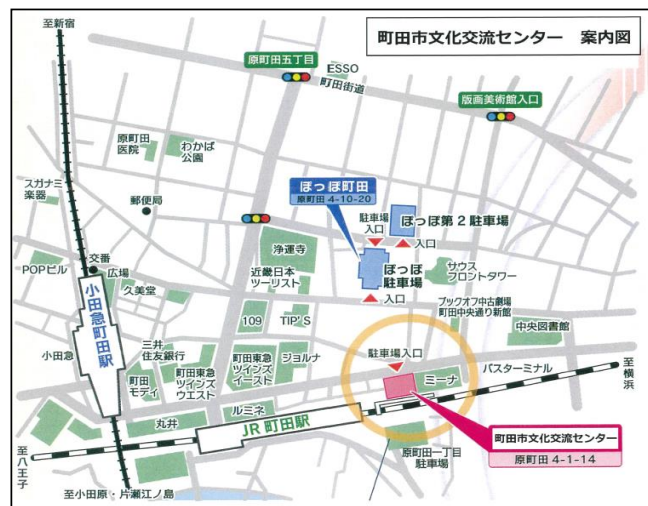 町田市文化交流センター 案内図
至新宿
原町田五丁目
ESSO
町田街道
版画美術館入口
原町田
医院
わかば
公園
スガナミ
楽器
郵便局
ぽっぽ町田
原町田 4-10-20
駐車場
入口
ぽっぽ第2駐車場
入口
浄運寺
ぽっぽ
駐車場
サウス
フロントタワー
交番
広場
POPビル
久美堂
近畿日本
ツーリスト
入口
ブックオフ中古劇場
町田中央通り新館
小田急町田駅
109
TIP'S
中央図書館
小田急
三井
住友銀行
町田東急
ツインズ
イースト
ジョルナ
駐車場入口
町田
モディ
町田東急
ツインズ
ウエスト
ミーナ
バスターミナル
至横浜
丸井
ルミネ
JR 町田駅
町田市文化交流センター
原町田 4-1-14
至八王子
原町田一丁目
駐車場
至小田原・片瀬江ノ島